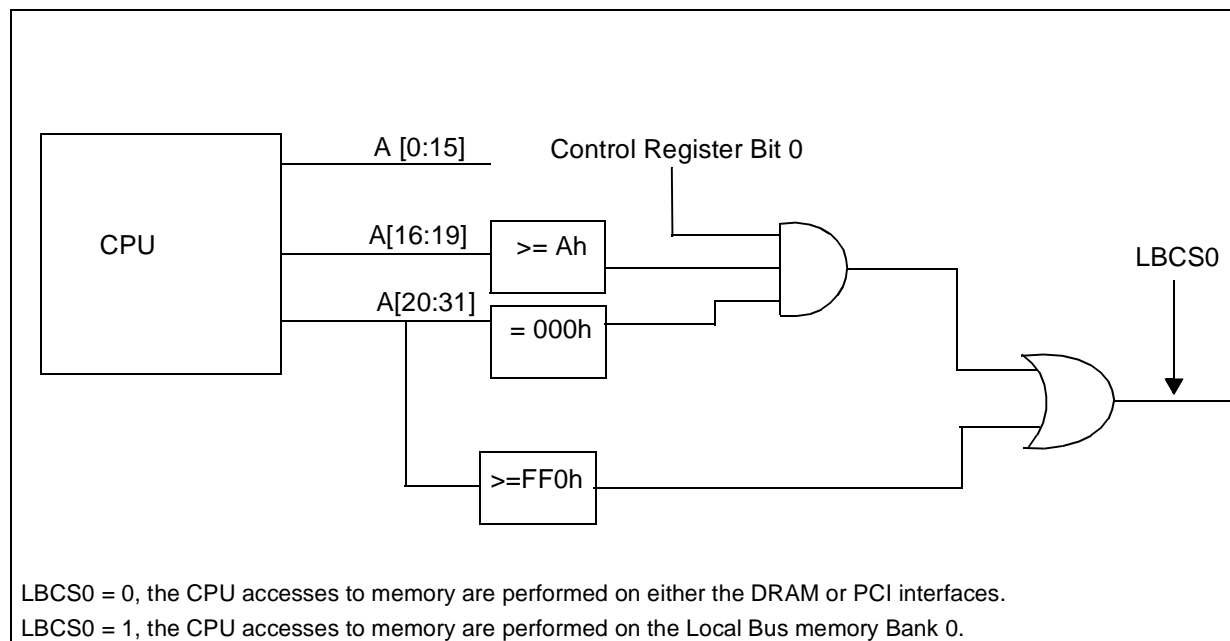 A [0:15]
Control Register Bit 0
CPU
A[16:19]
>= Ah
LBCS0
A[20:31]
= 000h
>=FF0h
LBCS0 = 0, the CPU accesses to memory are performed on either the DRAM or PCI interfaces.
LBCS0 = 1, the CPU accesses to memory are performed on the Local Bus memory Bank 0.